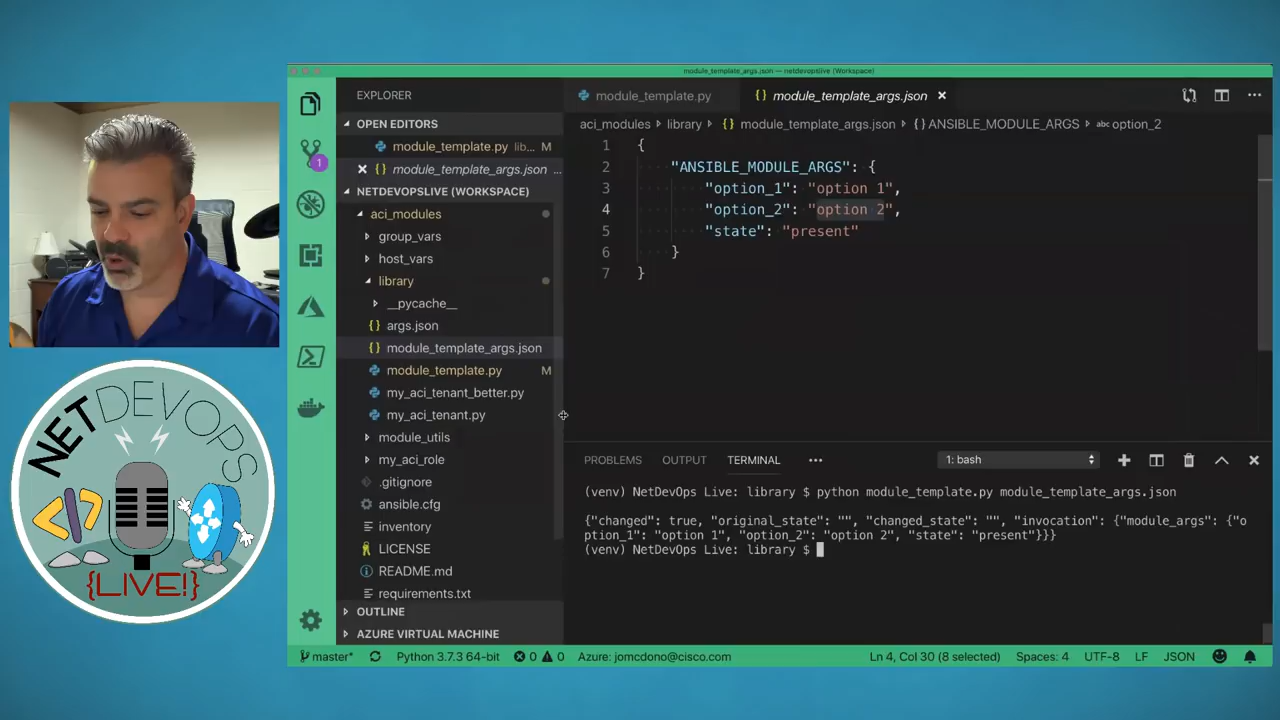 module_template_args.json — netdevopslive (Workspace)
EXPLORER
module_template.py
{} module_template_args.json ×
OPEN EDITORS
aci_modules › library › {} module_template_args.json › {} ANSIBLE_MODULE_ARGS › abc option_2
module_template.py lib... M
{} module_template_args.json ...
NETDEVOPSLIVE (WORKSPACE)
aci_modules
group_vars
host_vars
library
__pycache__
{} args.json
{} module_template_args.json
module_template.py M
my_aci_tenant_better.py
my_aci_tenant.py
module_utils
my_aci_role
.gitignore
ansible.cfg
inventory
LICENSE
README.md
requirements.txt
OUTLINE
AZURE VIRTUAL MACHINE
1 {
2 "ANSIBLE_MODULE_ARGS": {
3 "option_1": "option 1",
4 "option_2": "option 2",
5 "state": "present"
6 }
7 }
1
PROBLEMS OUTPUT TERMINAL ... 1: bash
(venv) NetDevOps Live: library $ python module_template.py module_template_args.json
{"changed": true, "original_state": "", "changed_state": "", "invocation": {"module_args": {"o
ption_1": "option 1", "option_2": "option 2", "state": "present"}}}
(venv) NetDevOps Live: library $
master* Python 3.7.3 64-bit 0 0 Azure: jomcdono@cisco.com Ln 4, Col 30 (8 selected) Spaces: 4 UTF-8 LF JSON
NETDEVOPS
</>
{LIVE!}